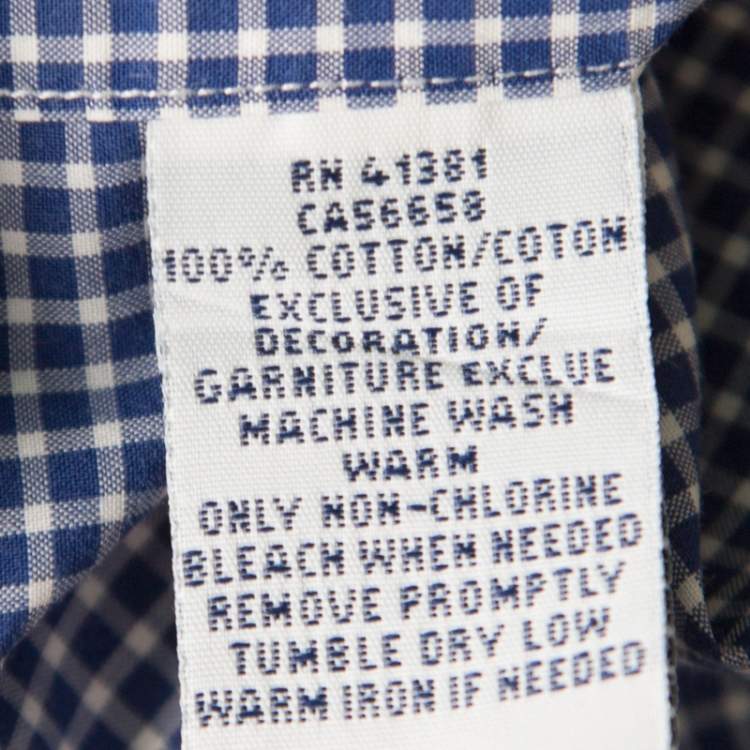 RN 41381
CA56658
100% COTTON/COTON
EXCLUSIVE OF
DECORATION/
GARNITURE EXCLUE
MACHINE WASH
WARM
ONLY NON-CHLORINE
BLEACH WHEN NEEDED
REMOVE PROMPTLY
TUMBLE DRY LOW
WARM IRON IF NEEDED